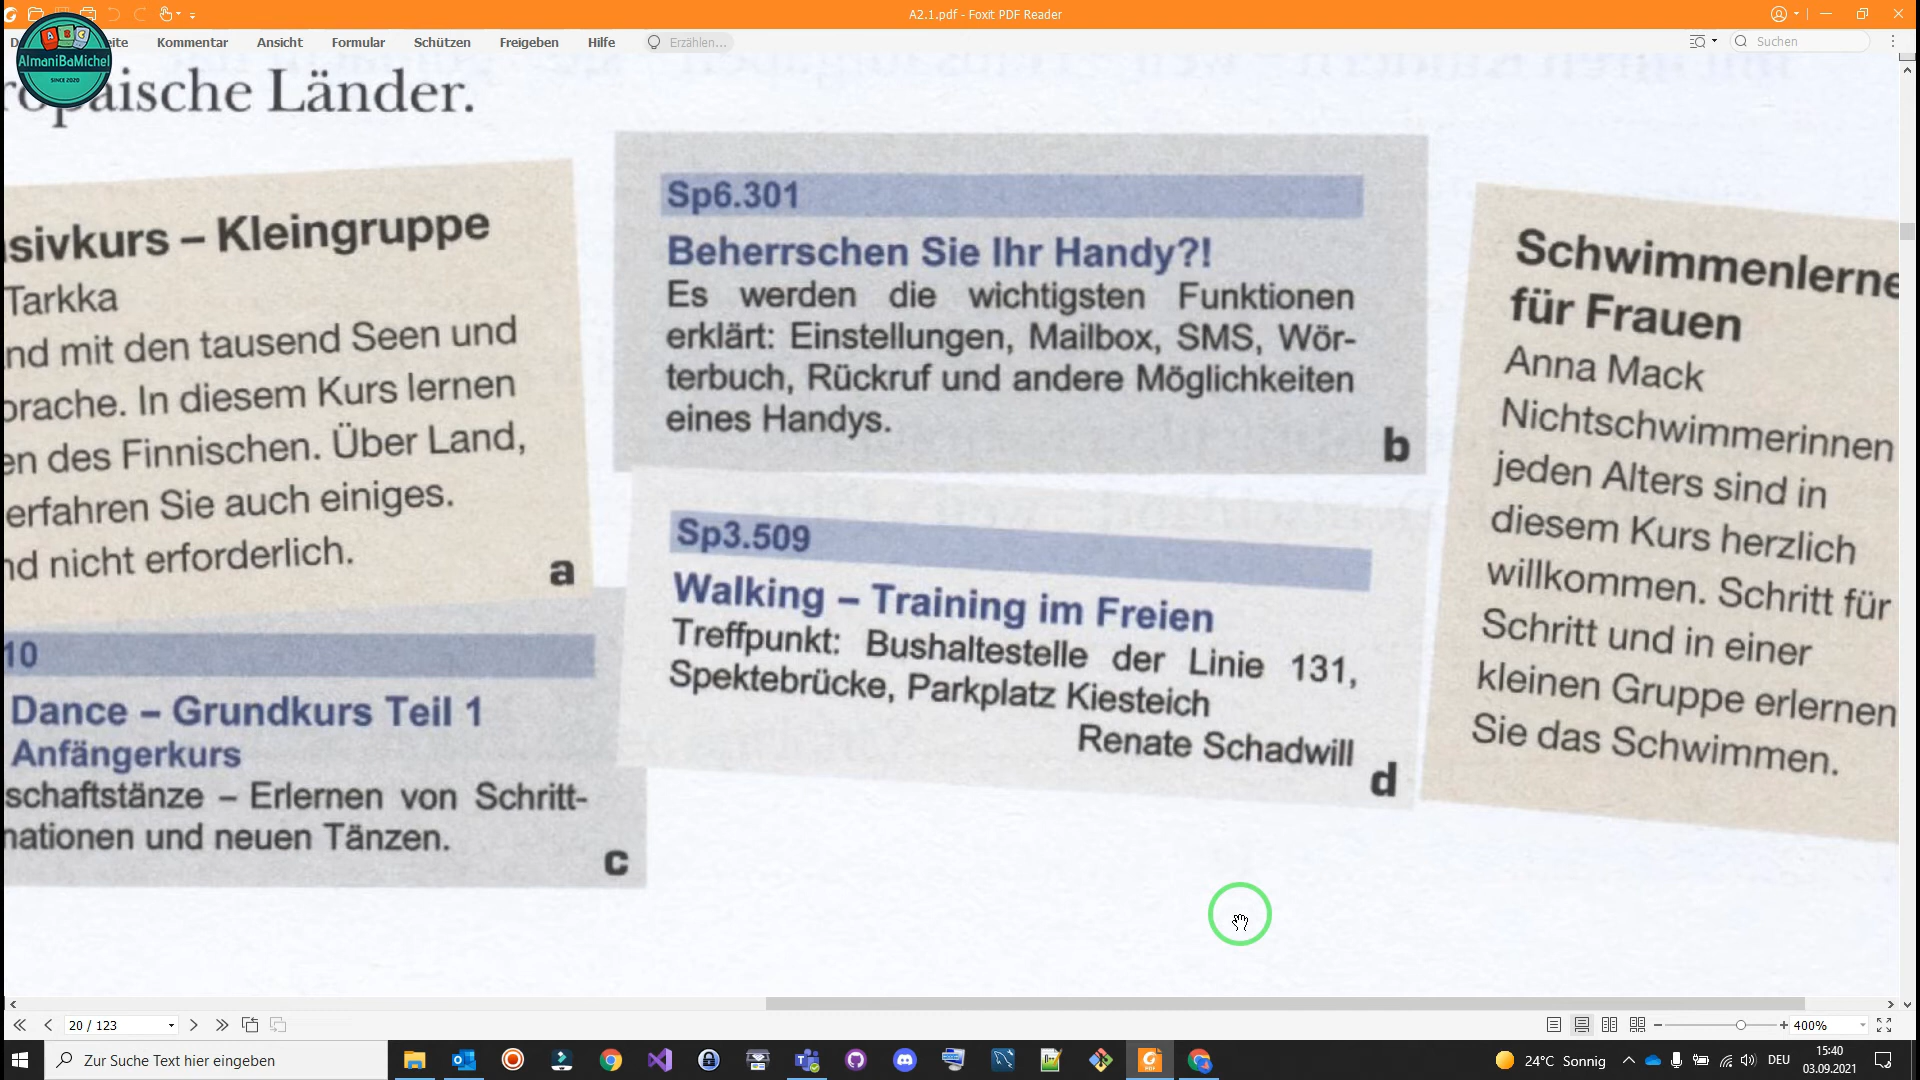 A2.1.pdf - Foxit PDF Reader
Kommentar Ansicht Formular Schützen Freigeben Hilfe Erzählen... Suchen
AlmaniBaMichel
SINCE 2020
ropäische Länder.
sivkurs – Kleingruppe
Tarkka
nd mit den tausend Seen und
prache. In diesem Kurs lernen
en des Finnischen. Über Land,
erfahren Sie auch einiges.
nd nicht erforderlich.
a
Sp6.301
Beherrschen Sie Ihr Handy?!
Es werden die wichtigsten Funktionen
erklärt: Einstellungen, Mailbox, SMS, Wör-
terbuch, Rückruf und andere Möglichkeiten
eines Handys.
b
10
Dance – Grundkurs Teil 1
Anfängerkurs
schaftstänze – Erlernen von Schritt-
nationen und neuen Tänzen.
c
Sp3.509
Walking – Training im Freien
Treffpunkt: Bushaltestelle der Linie 131,
Spektebrücke, Parkplatz Kiesteich
Renate Schadwill
d
Schwimmenlerne
für Frauen
Anna Mack
Nichtschwimmerinnen
jeden Alters sind in
diesem Kurs herzlich
willkommen. Schritt für
Schritt und in einer
kleinen Gruppe erlernen
Sie das Schwimmen.
20 / 123
400%
Zur Suche Text hier eingeben
24°C Sonnig
DEU
15:40
03.09.2021